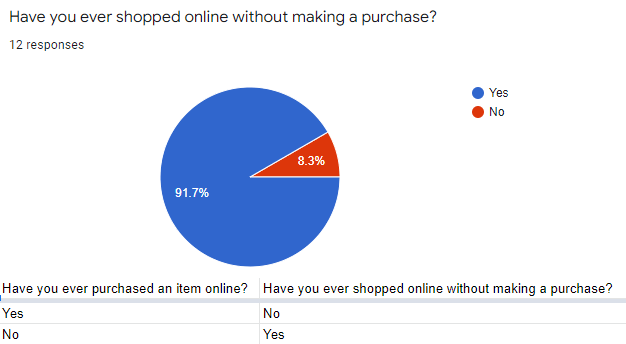 Have you ever shopped online without making a purchase?
12 responses
Yes
No
8.3%
91.7%
Have you ever purchased an item online? Have you ever shopped online without making a purchase?
Yes No
No Yes